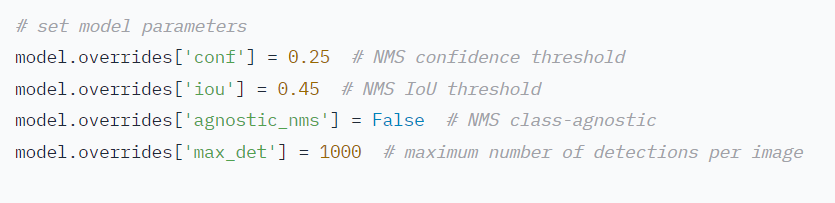 # set model parameters
model.overrides['conf'] = 0.25  # NMS confidence threshold
model.overrides['iou'] = 0.45  # NMS IoU threshold
model.overrides['agnostic_nms'] = False  # NMS class-agnostic
model.overrides['max_det'] = 1000  # maximum number of detections per image